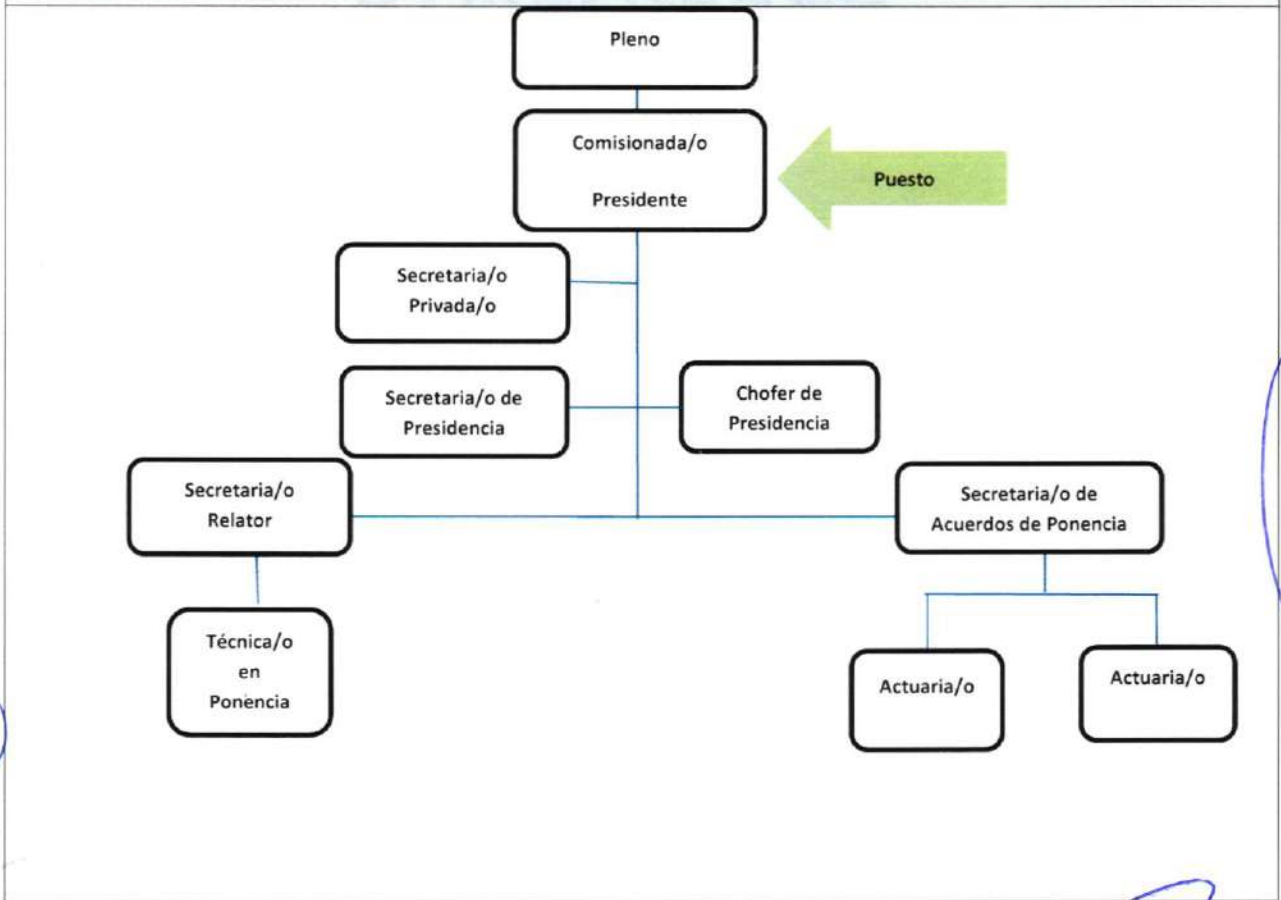 Pleno
Comisionada/o
Presidente
Puesto
Secretaria/o
Privada/o
Secretaria/o de
Presidencia
Chofer de
Presidencia
Secretaria/o
Relator
Secretaria/o de
Acuerdos de Ponencia
Técnica/o
en
Ponencia
Actuaria/o
Actuaria/o